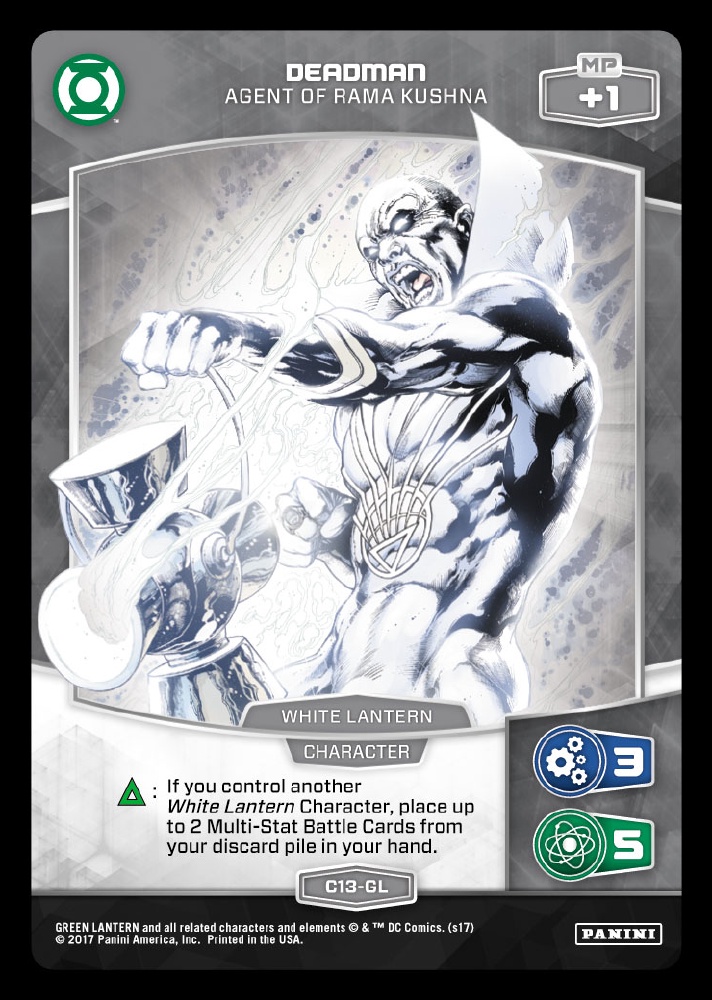 DEADMAN
AGENT OF RAMA KUSHNA
MP
+1
WHITE LANTERN
CHARACTER
: If you control another
White Lantern Character, place up
to 2 Multi-Stat Battle Cards from
your discard pile in your hand.
3
5
C13-GL
GREEN LANTERN and all related characters and elements © & ™ DC Comics. (s17)
© 2017 Panini America, Inc. Printed in the USA.
PANINI